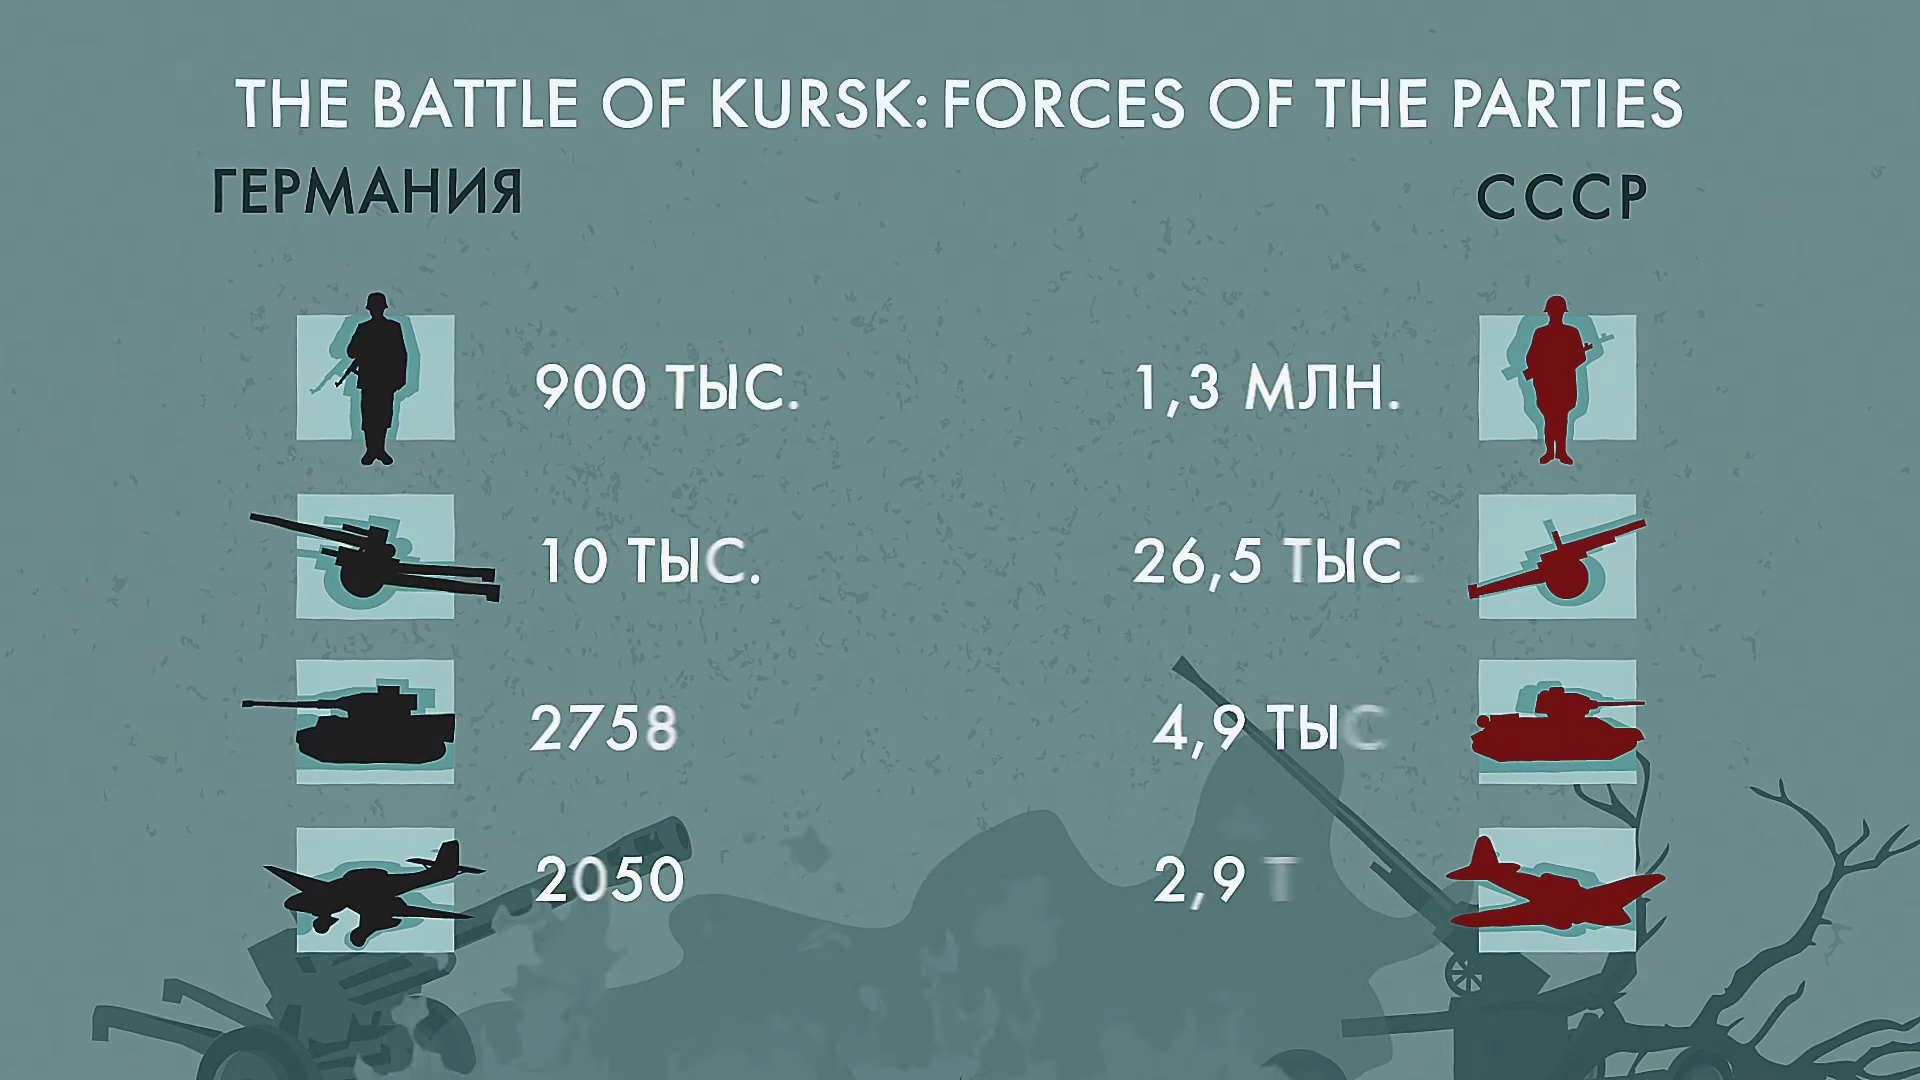 THE BATTLE OF KURSK: FORCES OF THE PARTIES
ГЕРМАНИЯ
СССР
900 ТЫС.
1,3 МЛН.
10 ТЫС.
26,5 ТЫС.
2758
4,9 ТЫС
2050
2,9 Т